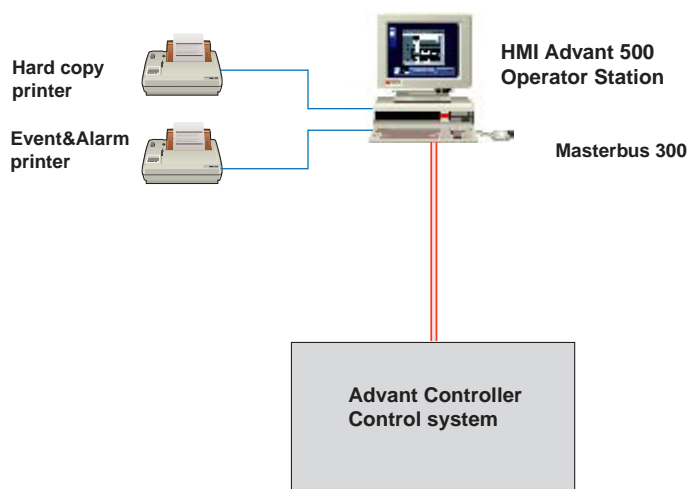 Hard copy
printer
Event&Alarm
printer
HMI Advant 500
Operator Station
Masterbus 300
Advant Controller
Control system